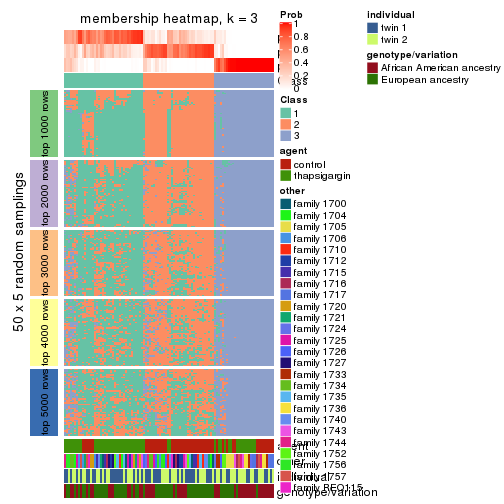 membership heatmap, k = 3
Prob
1
0.8
0.6
0.4
0.2
0
Class
1
2
3
agent
control
thapsigargin
other
family 1700
family 1704
family 1705
family 1706
family 1710
family 1712
family 1715
family 1716
family 1717
family 1720
family 1721
family 1724
family 1725
family 1726
family 1727
family 1733
family 1734
family 1735
family 1736
family 1740
family 1743
family 1744
family 1752
family 1756
family 1757
family REO115
individual
twin 1
twin 2
genotype/variation
African American ancestry
European ancestry
50 x 5 random samplings
top 1000 rows
top 2000 rows
top 3000 rows
top 4000 rows
top 5000 rows
genotype/variation